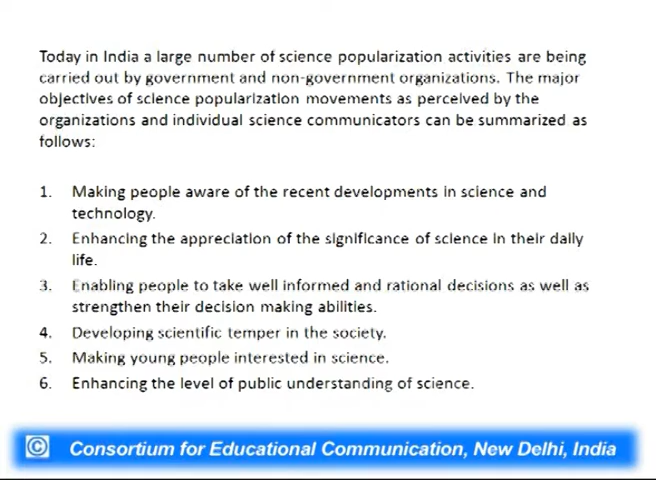 Today in India a large number of science popularization activities are being
carried out by government and non-government organizations. The major
objectives of science popularization movements as perceived by the
organizations and individual science communicators can be summarized as
follows:
1. Making people aware of the recent developments in science and
technology.
2. Enhancing the appreciation of the significance of science in their daily
life.
3. Enabling people to take well informed and rational decisions as well as
strengthen their decision making abilities.
4. Developing scientific temper in the society.
5. Making young people interested in science.
6. Enhancing the level of public understanding of science.
© Consortium for Educational Communication, New Delhi, India